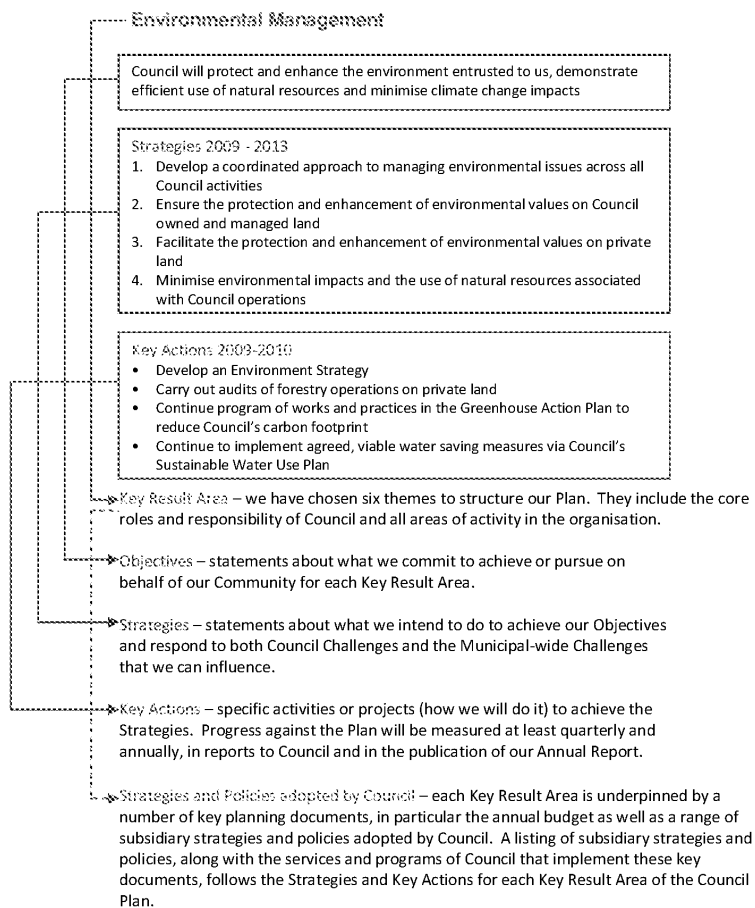 Environmental Management
Council will protect and enhance the environment entrusted to us, demonstrate
efficient use of natural resources and minimise climate change impacts
Strategies 2009 - 2013
1. Develop a coordinated approach to managing environmental issues across all
Council activities
2. Ensure the protection and enhancement of environmental values on Council
owned and managed land
3. Facilitate the protection and enhancement of environmental values on private
land
4. Minimise environmental impacts and the use of natural resources associated
with Council operations
Key Actions 2009-2010
• Develop an Environment Strategy
• Carry out audits of forestry operations on private land
• Continue program of works and practices in the Greenhouse Action Plan to
reduce Council's carbon footprint
• Continue to implement agreed, viable water saving measures via Council's
Sustainable Water Use Plan
Key Result Area – we have chosen six themes to structure our Plan. They include the core
roles and responsibility of Council and all areas of activity in the organisation.
Objectives – statements about what we commit to achieve or pursue on
behalf of our Community for each Key Result Area.
Strategies – statements about what we intend to do to achieve our Objectives
and respond to both Council Challenges and the Municipal-wide Challenges
that we can influence.
Key Actions – specific activities or projects (how we will do it) to achieve the
Strategies. Progress against the Plan will be measured at least quarterly and
annually, in reports to Council and in the publication of our Annual Report.
Strategies and Policies adopted by Council – each Key Result Area is underpinned by a
number of key planning documents, in particular the annual budget as well as a range of
subsidiary strategies and policies adopted by Council. A listing of subsidiary strategies and
policies, along with the services and programs of Council that implement these key
documents, follows the Strategies and Key Actions for each Key Result Area of the Council
Plan.